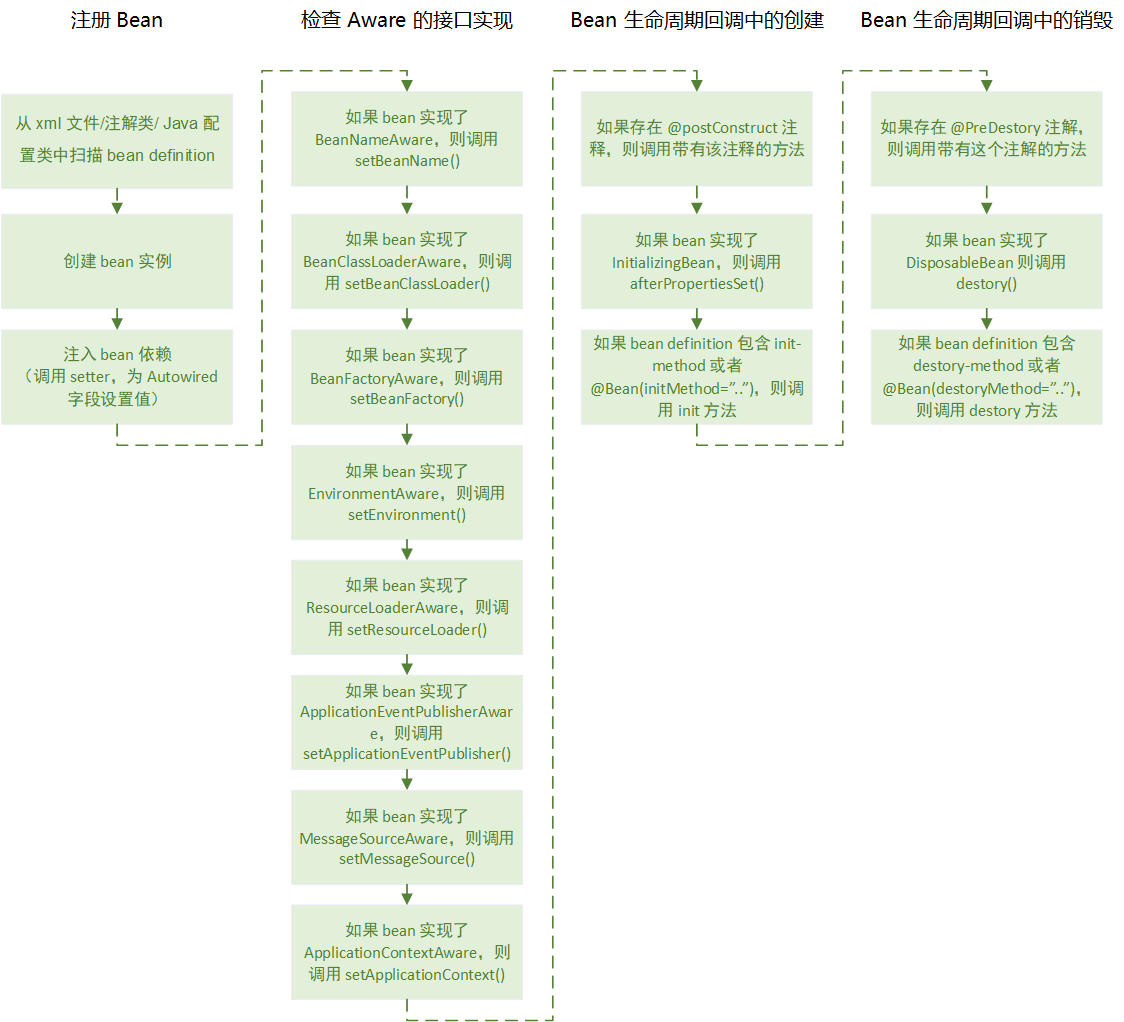 注册 Bean
从 xml 文件/注解类/ Java 配
置类中扫描 bean definition
创建 bean 实例
注入 bean 依赖
（调用 setter，为 Autowired
字段设置值）
检查 Aware 的接口实现
如果 bean 实现了
BeanNameAware，则调用
setBeanName()
如果 bean 实现了
BeanClassLoaderAware，则调
用 setBeanClassLoader()
如果 bean 实现了
BeanFactoryAware，则调用
setBeanFactory()
如果 bean 实现了
EnvironmentAware，则调用
setEnvironment()
如果 bean 实现了
ResourceLoaderAware，则调
用 setResourceLoader()
如果 bean 实现了
ApplicationEventPublisherAwar
e，则调用
setApplicationEventPublisher()
如果 bean 实现了
MessageSourceAware，则调用
setMessageSource()
如果 bean 实现了
ApplicationContextAware，则
调用 setApplicationContext()
Bean 生命周期回调中的创建
如果存在 @postConstruct 注
释，则调用带有该注释的方法
如果 bean 实现了
InitializingBean，则调用
afterPropertiesSet()
如果 bean definition 包含 init-
method 或者
@Bean(initMethod=”..”)，则调
用 init 方法
Bean 生命周期回调中的销毁
如果存在 @PreDestory 注解，
则调用带有这个注解的方法
如果 bean 实现了
DisposableBean 则调用
destory()
如果 bean definition 包含
destory-method 或者
@Bean(destoryMethod=”..”)，
则调用 destory 方法